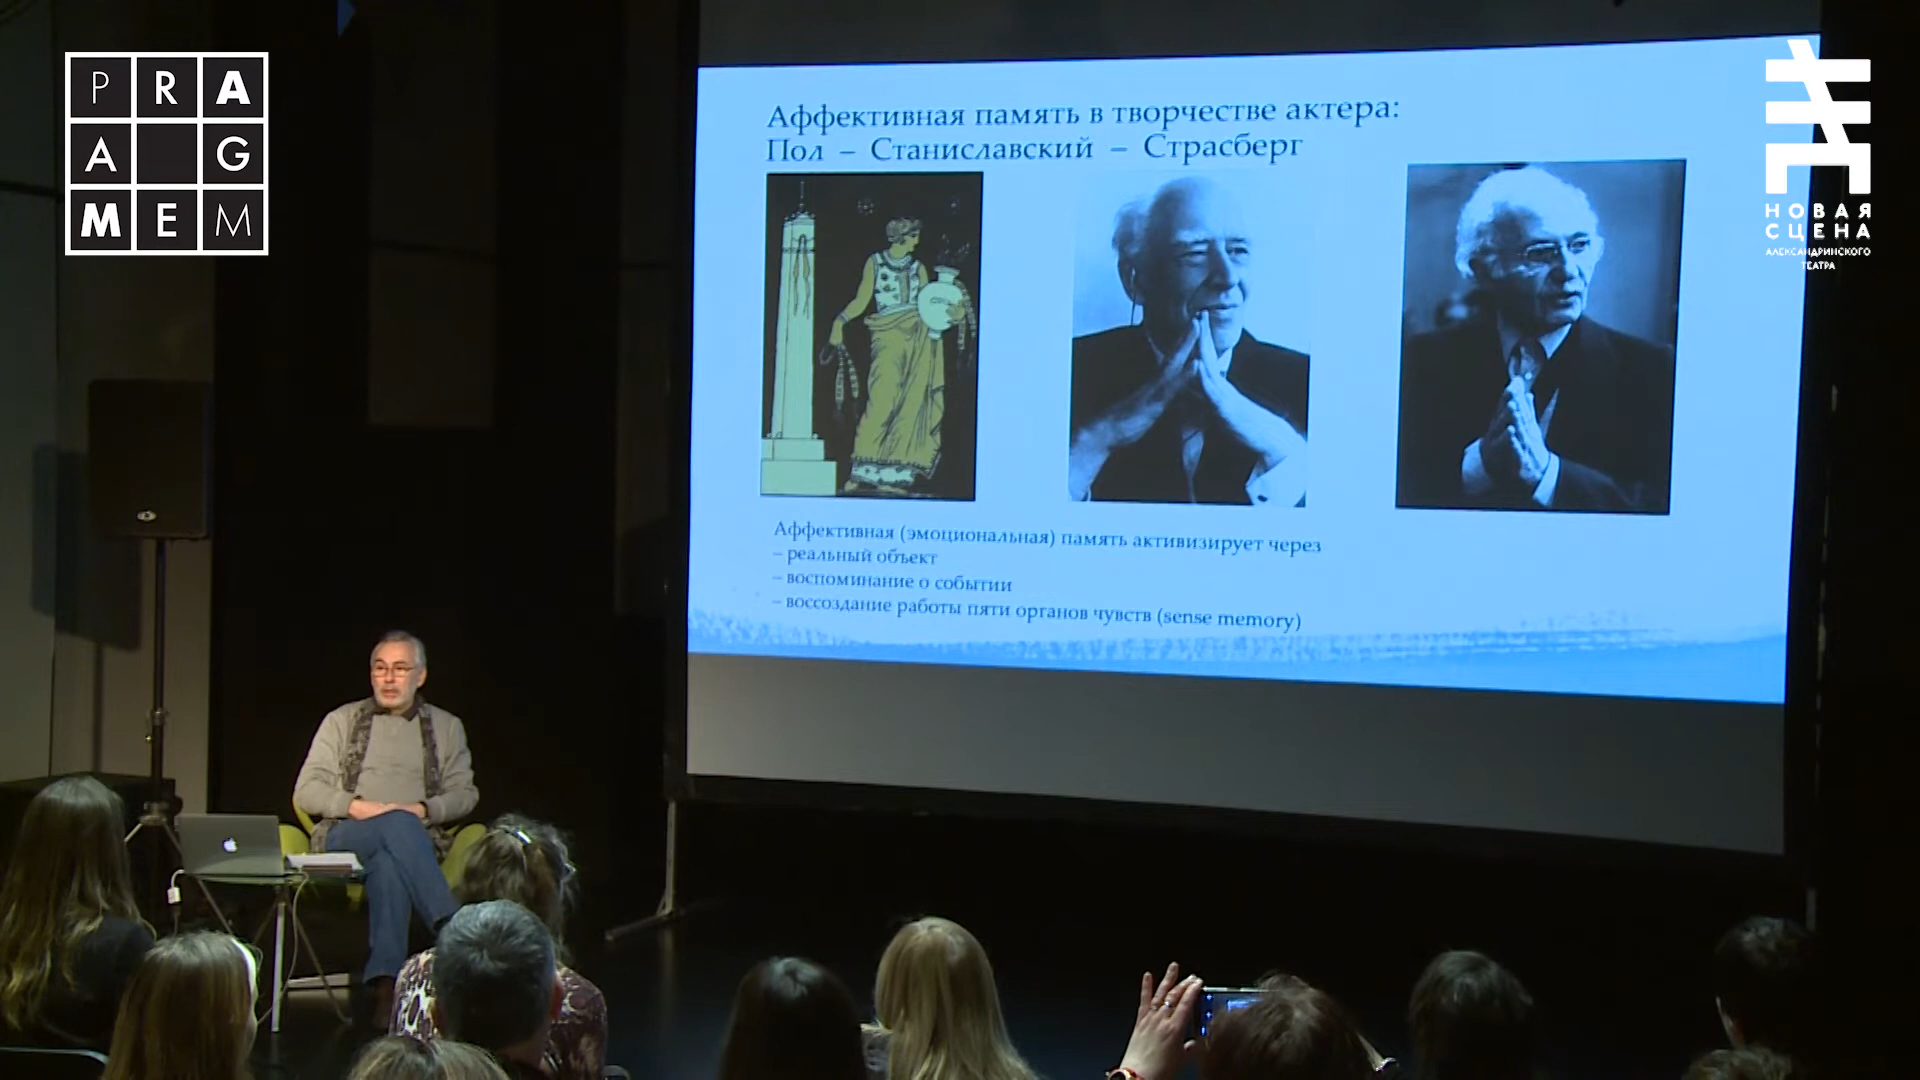 PRA
A G
MEM
Аффективная память в творчестве актера:
Пол – Станиславский – Страсберг
Аффективная (эмоциональная) память активизирует через
– реальный объект
– воспоминание о событии
– воссоздание работы пяти органов чувств (sense memory)
НОВАЯ
СЦЕНА
АЛЕКСАНДРИНСКОГО
ТЕАТРА